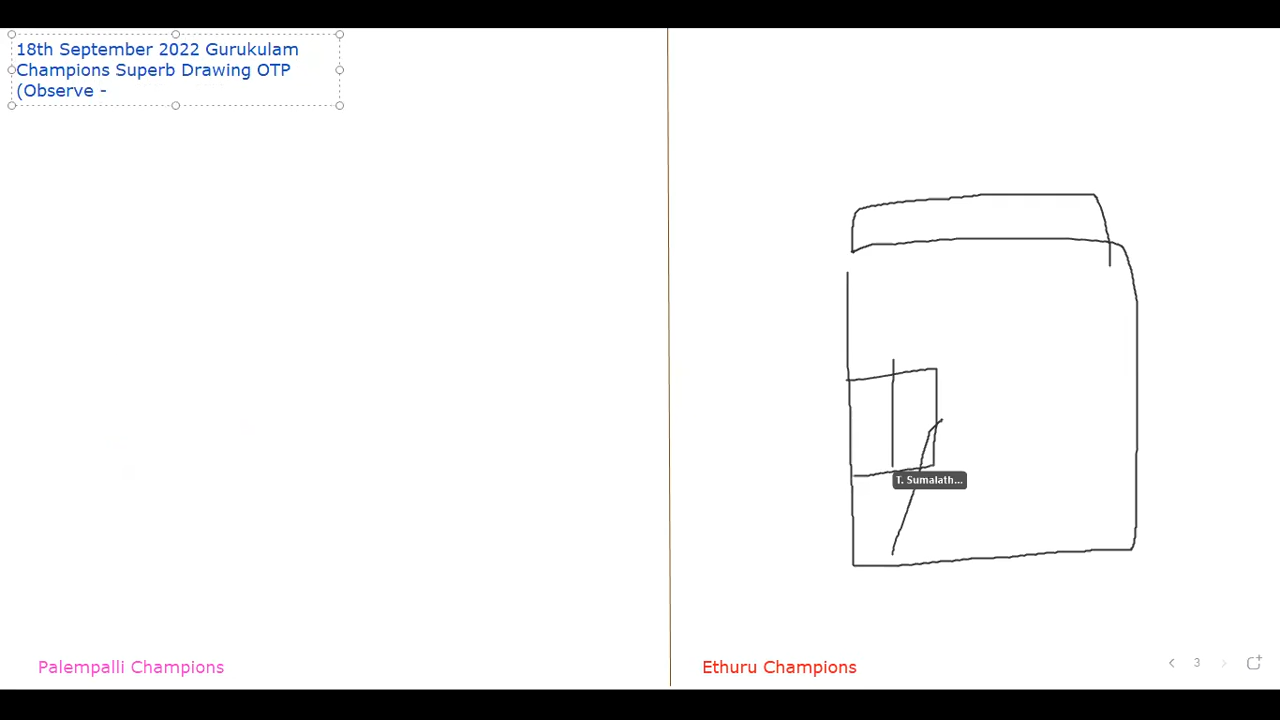 18th September 2022 Gurukulam
Champions Superb Drawing OTP
(Observe -
T. Sumalath...
Palempalli Champions
Ethuru Champions
3